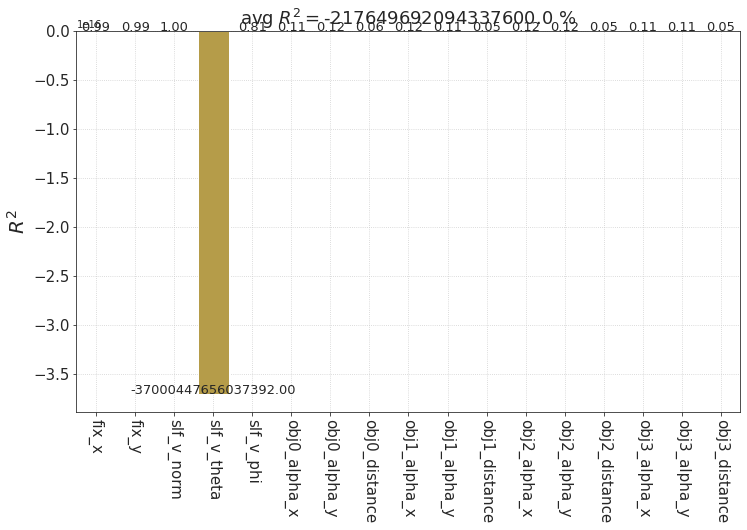 avg R² = -217649692094337600.0 %
1e16
0.99 0.99 1.00 0.81 0.11 0.12 0.06 0.12 0.11 0.05 0.12 0.12 0.05 0.11 0.11 0.05
0.0
−0.5
−1.0
−1.5
−2.0
−2.5
−3.0
−3.5
R²
-37000447656037392.00
fix_x
fix_y
slf_v_norm
slf_v_theta
slf_v_phi
obj0_alpha_x
obj0_alpha_y
obj0_distance
obj1_alpha_x
obj1_alpha_y
obj1_distance
obj2_alpha_x
obj2_alpha_y
obj2_distance
obj3_alpha_x
obj3_alpha_y
obj3_distance